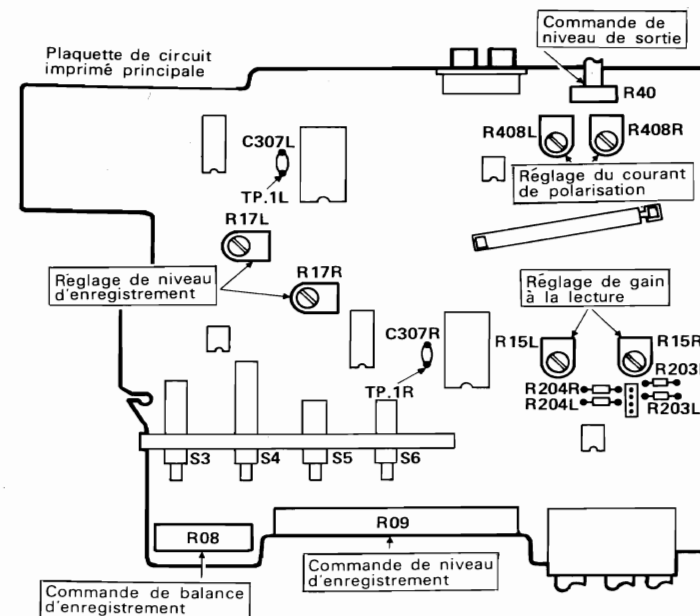 Commande de
niveau de sortie
Plaquette de circuit
imprimé principale
R40
C307L
R408L
R408R
TP.1L
Réglage du courant
de polarisation
R17L
Réglage de niveau
d'enregistrement
R17R
Réglage de gain
à la lecture
C307R
R15L
R15R
TP.1R
R204R
R204L
R203L
S3
S4
S5
S6
R08
R09
Commande de niveau
d'enregistrement
Commande de balance
d'enregistrement